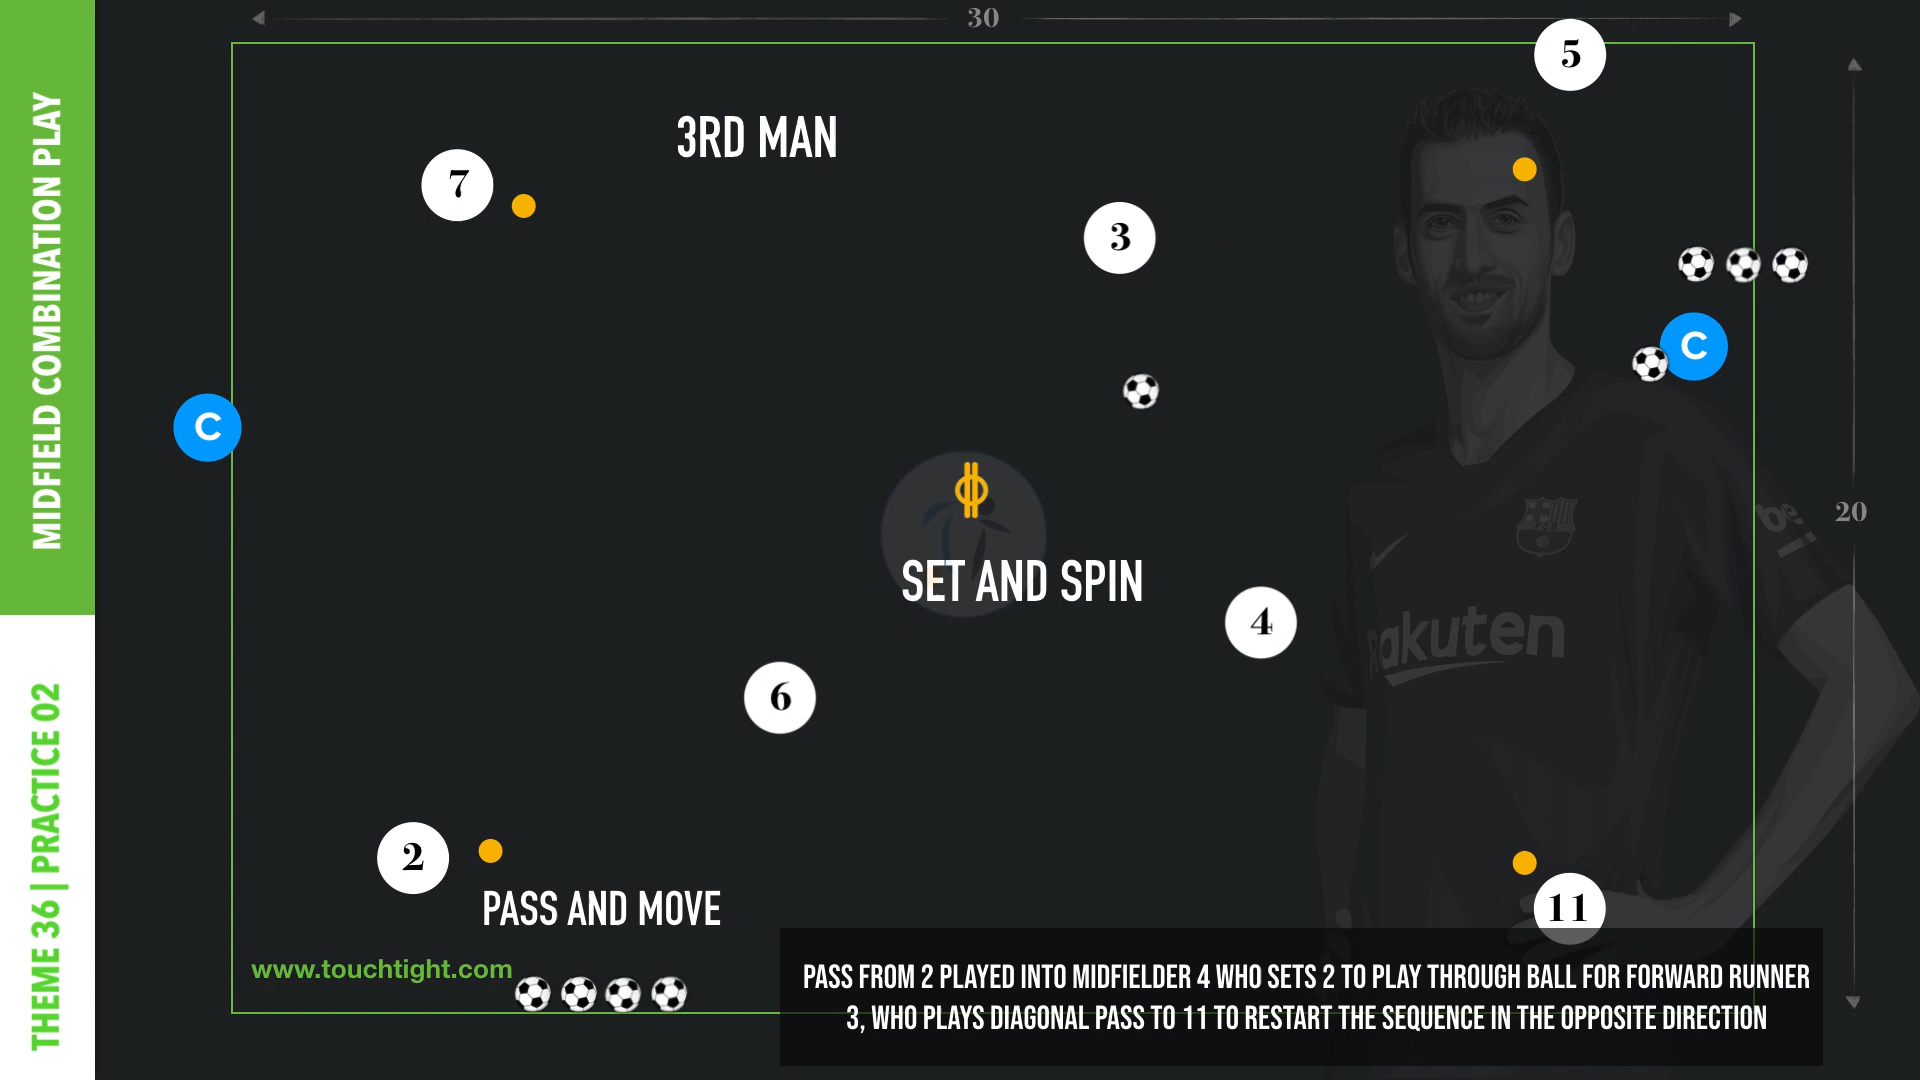 MIDFIELD COMBINATION PLAY
THEME 36 | PRACTICE 02
30
5
3RD MAN
7
3
C
C
20
SET AND SPIN
4
Rakuten
6
2
11
PASS AND MOVE
www.touchtight.com
PASS FROM 2 PLAYED INTO MIDFIELDER 4 WHO SETS 2 TO PLAY THROUGH BALL FOR FORWARD RUNNER
3, WHO PLAYS DIAGONAL PASS TO 11 TO RESTART THE SEQUENCE IN THE OPPOSITE DIRECTION